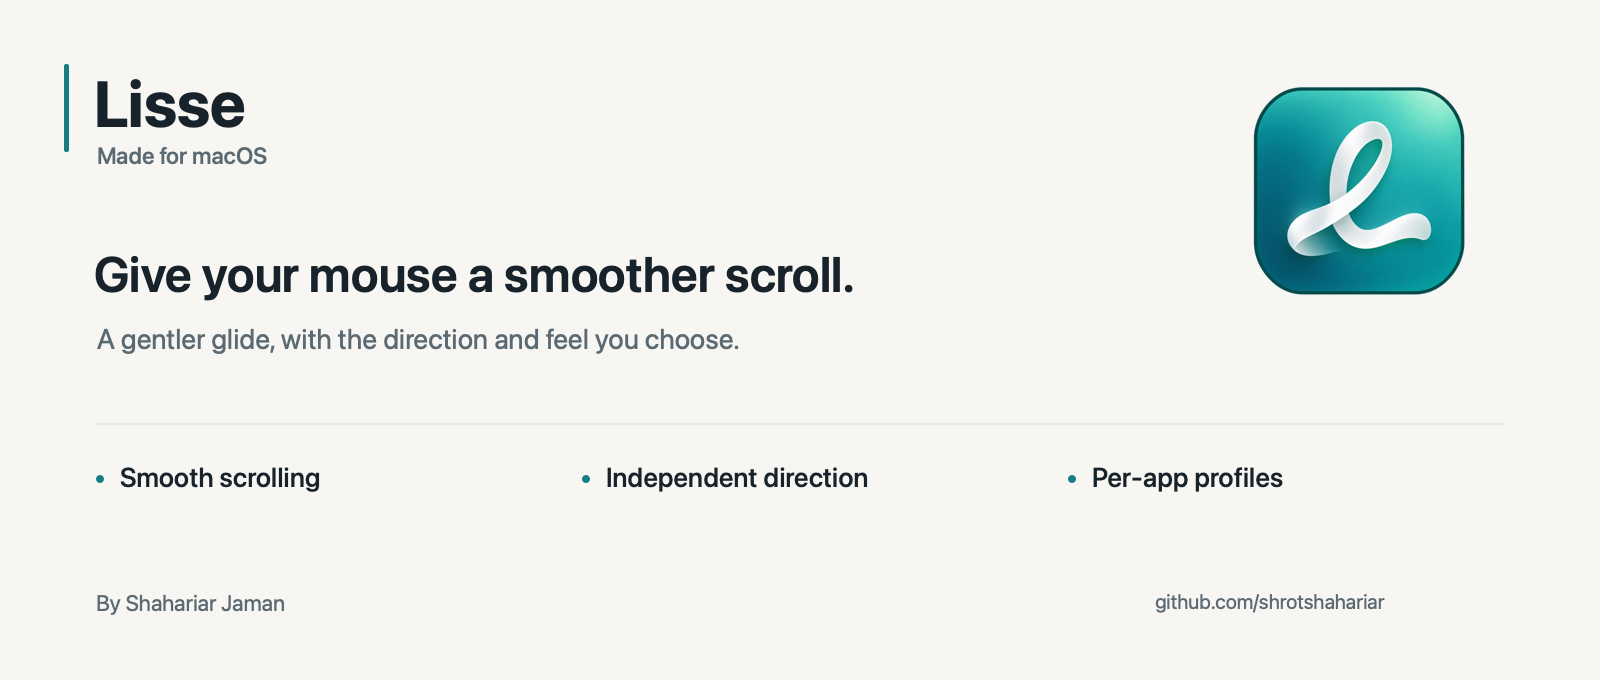 Lisse
Made for macOS
Give your mouse a smoother scroll.
A gentler glide, with the direction and feel you choose.
Smooth scrolling
Independent direction
Per-app profiles
By Shahariar Jaman
github.com/shrotshahariar